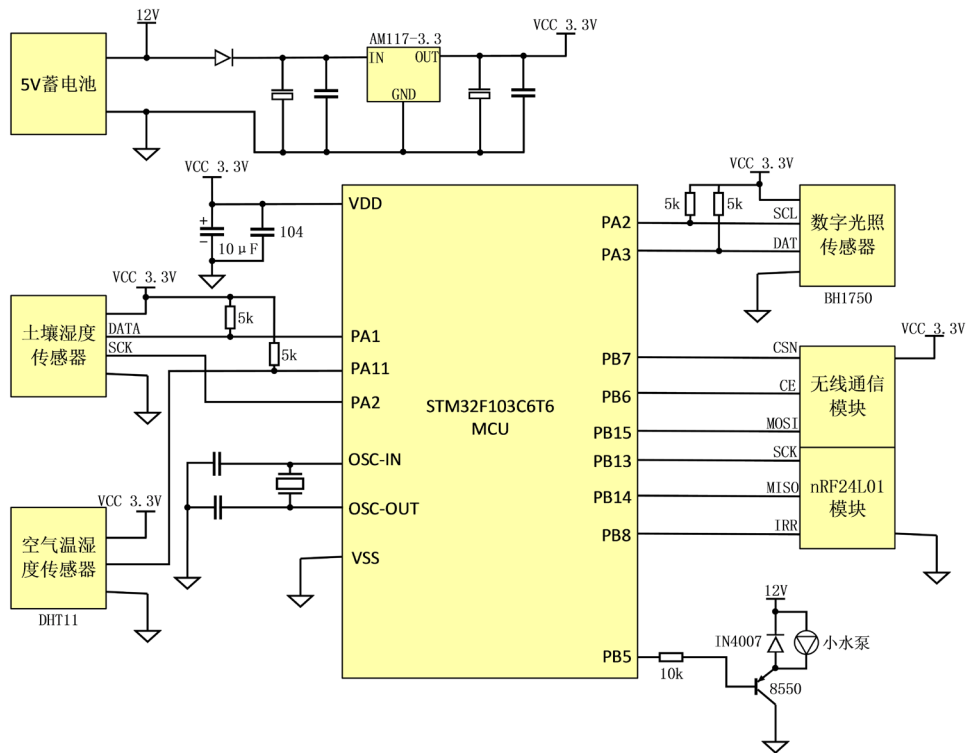 12V
5V蓄电池
AM117-3.3
IN
OUT
GND
VCC 3.3V
VCC 3.3V
+
−
10μF
104
VDD
VCC 3.3V
5k
5k
PA2
SCL
PA3
DAT
数字光照
传感器
BH1750
VCC 3.3V
土壤湿度
传感器
DATA
SCK
5k
5k
PA1
PA11
PA2
STM32F103C6T6
MCU
OSC-IN
OSC-OUT
VSS
VCC 3.3V
空气温湿
度传感器
DHT11
PB7
CSN
PB6
CE
PB15
MOSI
PB13
SCK
PB14
MISO
PB8
IRR
VCC 3.3V
无线通信
模块
nRF24L01
模块
PB5
10k
12V
IN4007
小水泵
8550